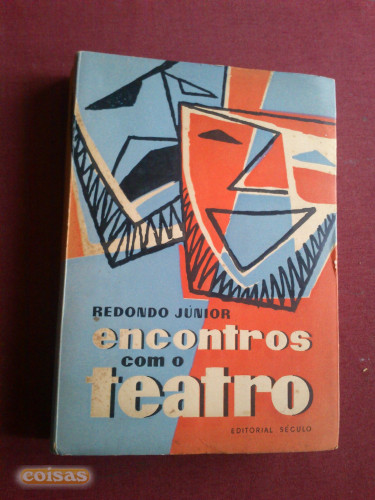 REDONDO JÚNIOR
encontros
com o
teatro
EDITORIAL SÉCULO
coisas